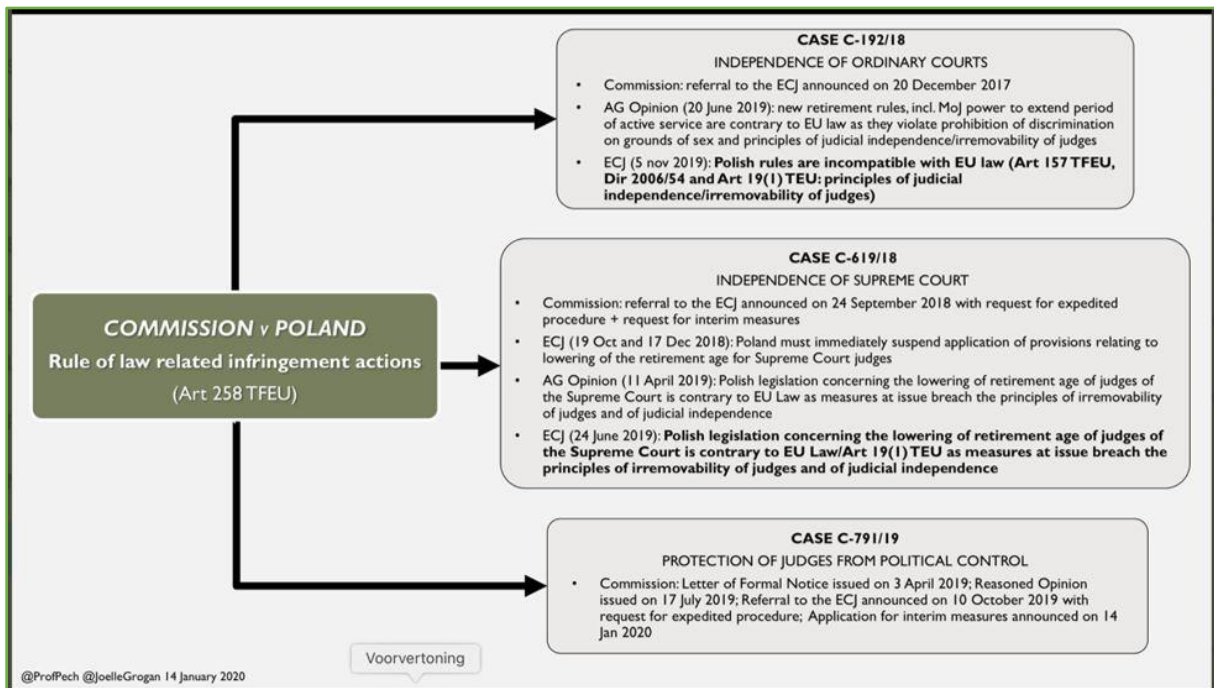 CASE C-192/18
INDEPENDENCE OF ORDINARY COURTS
• Commission: referral to the ECJ announced on 20 December 2017
• AG Opinion (20 June 2019): new retirement rules, incl. MoJ power to extend period
of active service are contrary to EU law as they violate prohibition of discrimination
on grounds of sex and principles of judicial independence/irremovability of judges
• ECJ (5 nov 2019): Polish rules are incompatible with EU law (Art 157 TFEU,
Dir 2006/54 and Art 19(1) TEU: principles of judicial
independence/irremovability of judges)
CASE C-619/18
INDEPENDENCE OF SUPREME COURT
• Commission: referral to the ECJ announced on 24 September 2018 with request for expedited
procedure + request for interim measures
• ECJ (19 Oct and 17 Dec 2018): Poland must immediately suspend application of provisions relating to
lowering of the retirement age for Supreme Court judges
• AG Opinion (11 April 2019): Polish legislation concerning the lowering of retirement age of judges of
the Supreme Court is contrary to EU Law as measures at issue breach the principles of irremovability
of judges and of judicial independence
• ECJ (24 June 2019): Polish legislation concerning the lowering of retirement age of judges of
the Supreme Court is contrary to EU Law/Art 19(1) TEU as measures at issue breach the
principles of irremovability of judges and of judicial independence
COMMISSION v POLAND
Rule of law related infringement actions
(Art 258 TFEU)
CASE C-791/19
PROTECTION OF JUDGES FROM POLITICAL CONTROL
• Commission: Letter of Formal Notice issued on 3 April 2019; Reasoned Opinion
issued on 17 July 2019; Referral to the ECJ announced on 10 October 2019 with
request for expedited procedure; Application for interim measures announced on 14
Jan 2020
Voorvertoning
@ProfPech @JoelleGrogan 14 January 2020